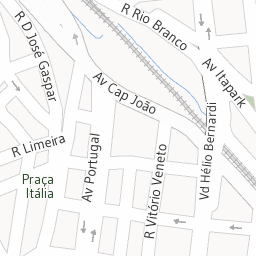 R Rio Branco
R D José Gaspar
Av Itapark
Av Cap João
R Limeira
Av Portugal
Vd Hélio Bernardi
R Vitório Veneto
Praça
Itália